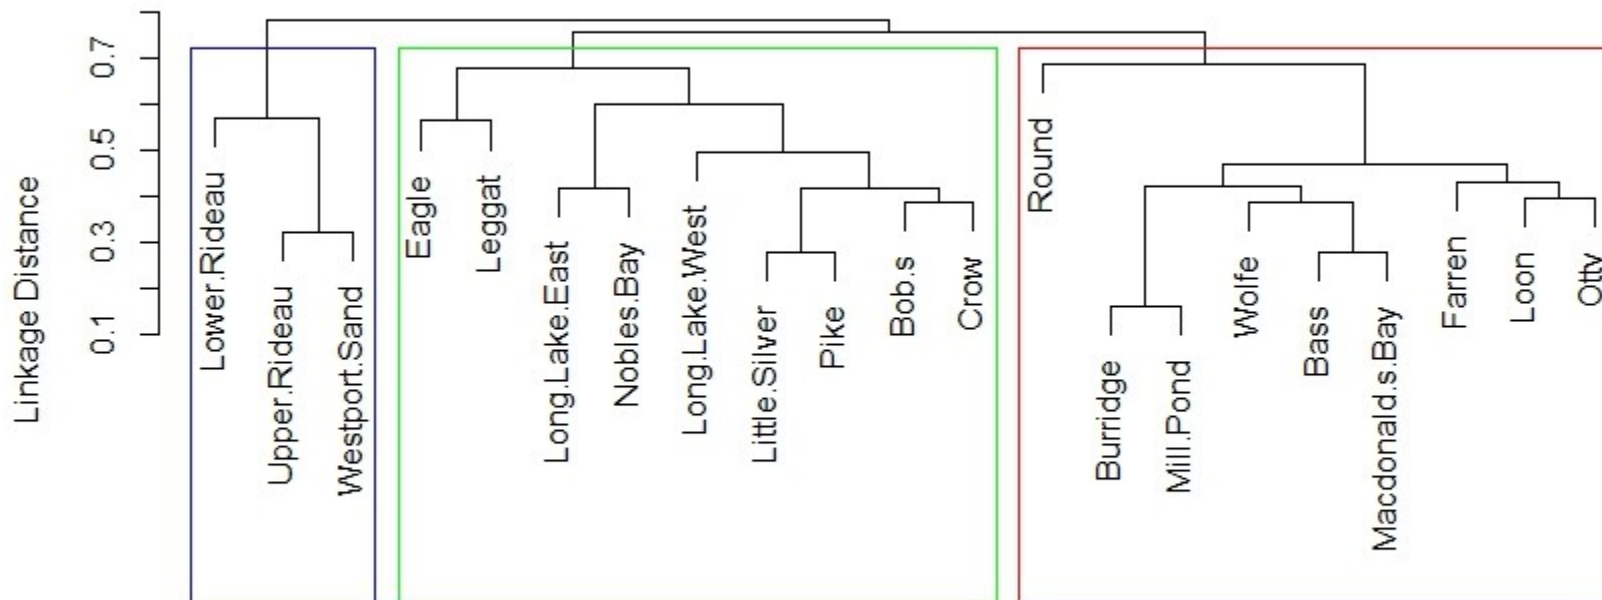 Linkage Distance
0.7
0.5
0.3
0.1
Lower.Rideau
Upper.Rideau
Westport.Sand
Eagle
Leggat
Long.Lake.East
Nobles.Bay
Long.Lake.West
Little.Silver
Pike
Bob.s
Crow
Round
Burridge
Mill.Pond
Wolfe
Bass
Macdonald.s.Bay
Farren
Loon
Otty